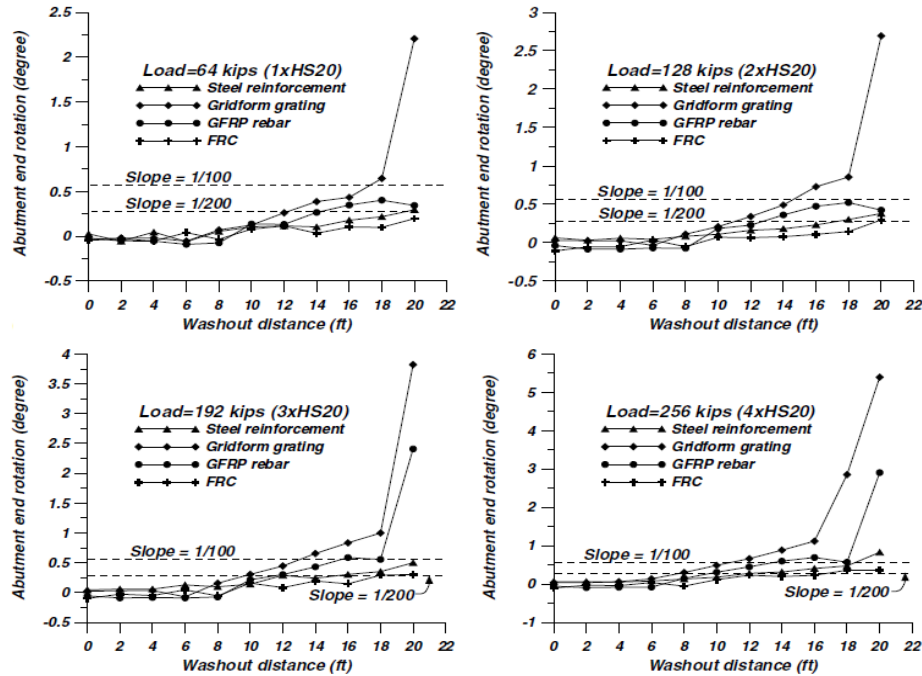 2.5
2
1.5
1
0.5
0
-0.5
Abutment end rotation (degree)
Load=64 kips (1xHS20)
Steel reinforcement
Gridform grating
GFRP rebar
FRC
Slope = 1/100
Slope = 1/200
0 2 4 6 8 10 12 14 16 18 20 22
Washout distance (ft)
3
2.5
2
1.5
1
0.5
0
-0.5
Abutment end rotation (degree)
Load=128 kips (2xHS20)
Steel reinforcement
Gridform grating
GFRP rebar
FRC
Slope = 1/100
Slope = 1/200
0 2 4 6 8 10 12 14 16 18 20 22
Washout distance (ft)
4
3.5
3
2.5
2
1.5
1
0.5
0
-0.5
Abutment end rotation (degree)
Load=192 kips (3xHS20)
Steel reinforcement
Gridform grating
GFRP rebar
FRC
Slope = 1/100
Slope = 1/200
0 2 4 6 8 10 12 14 16 18 20 22
Washout distance (ft)
6
5
4
3
2
1
0
-1
Abutment end rotation (degree)
Load=256 kips (4xHS20)
Steel reinforcement
Gridform grating
GFRP rebar
FRC
Slope = 1/100
Slope = 1/200
0 2 4 6 8 10 12 14 16 18 20 22
Washout distance (ft)